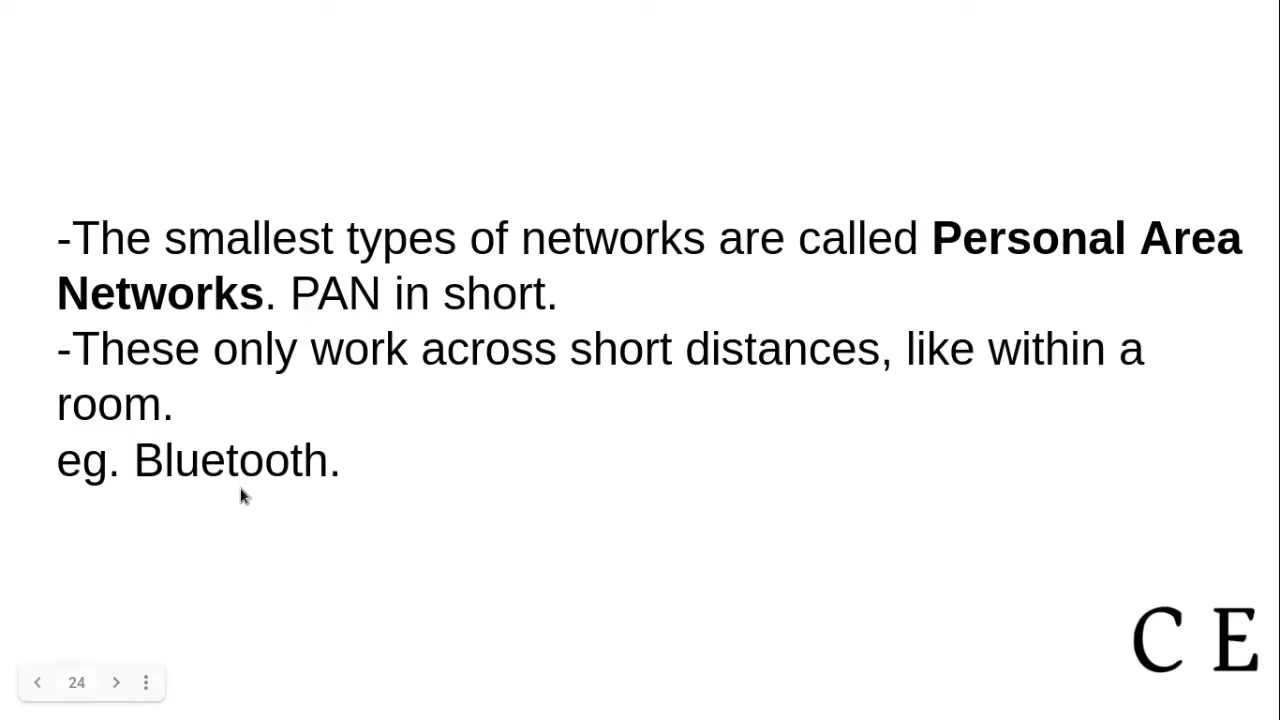 -The smallest types of networks are called Personal Area
Networks. PAN in short.
-These only work across short distances, like within a
room.
eg. Bluetooth.
C E
24